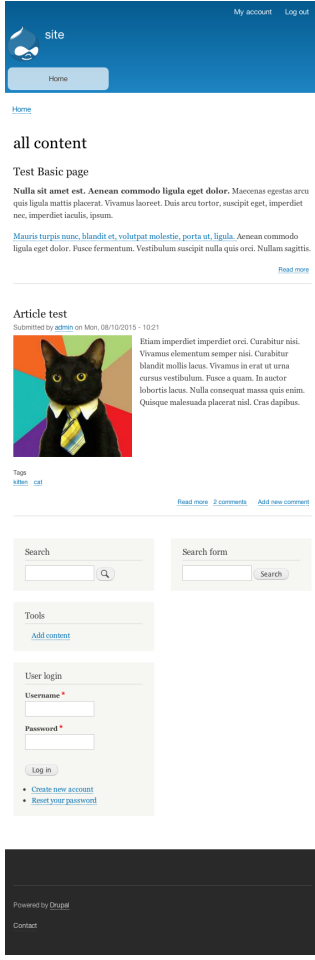 My account Log out
site
Home
Home
all content
Test Basic page
Nulla sit amet est. Aenean commodo ligula eget dolor. Maecenas egestas arcu
quis ligula mattis placerat. Vivamus laoreet. Duis arcu tortor, suscipit eget, imperdiet
nec, imperdiet iaculis, ipsum.
Mauris turpis nunc, blandit et, volutpat molestie, porta ut, ligula. Aenean commodo
ligula eget dolor. Fusce fermentum. Vestibulum suscipit nulla quis orci. Nullam sagittis.
Read more
Article test
Submitted by admin on Mon, 08/10/2015 - 10:21
Etiam imperdiet imperdiet orci. Curabitur nisi.
Vivamus elementum semper nisi. Curabitur
blandit mollis lacus. Vivamus in erat ut urna
cursus vestibulum. Fusce a quam. In auctor
lobortis lacus. Nulla consequat massa quis enim.
Quisque malesuada placerat nisl. Cras dapibus.
Tags
kitten cat
Read more 2 comments Add new comment
Search
Search form
Search
Tools
Add content
User login
Username *
Password *
Log in
Create new account
Reset your password
Powered by Drupal
Contact